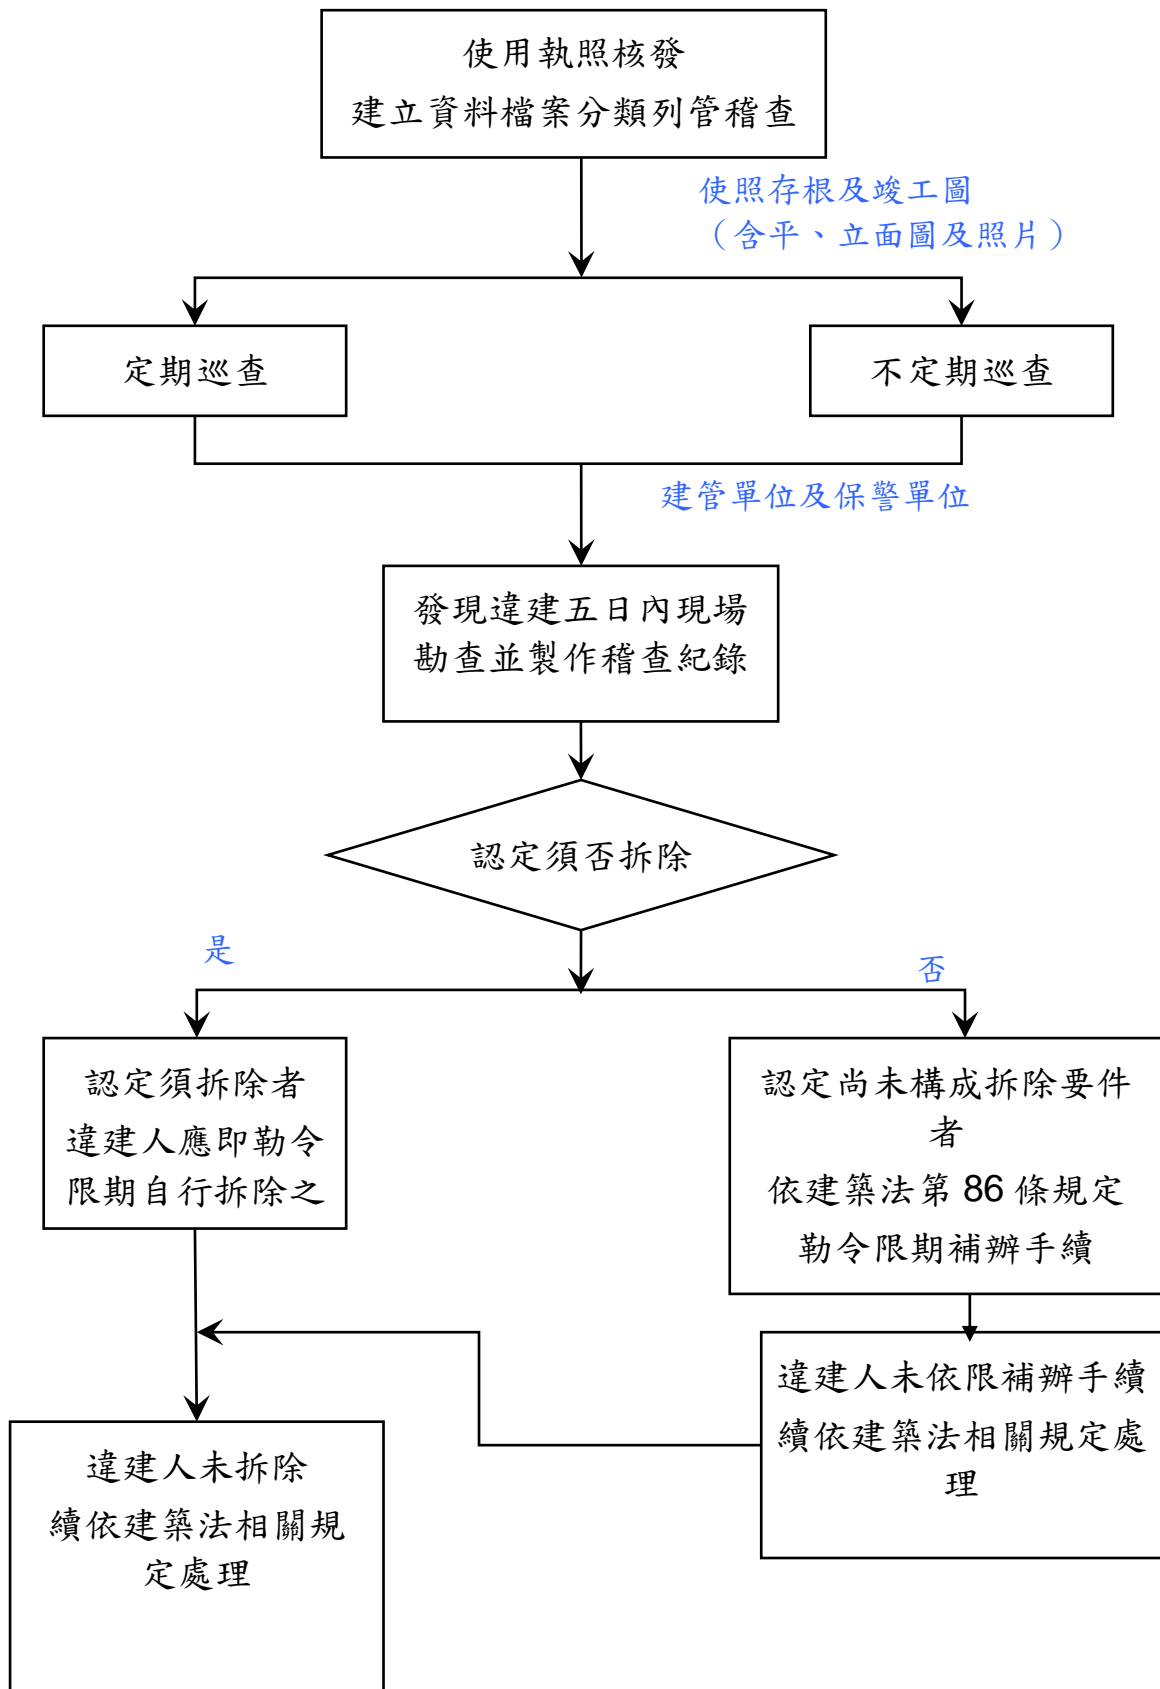 使用執照核發
建立資料檔案分類列管稽查
使照存根及竣工圖
（含平、立面圖及照片）
定期巡查
不定期巡查
建管單位及保警單位
發現違建五日內現場
勘查並製作稽查紀錄
認定須否拆除
是
否
認定須拆除者
違建人應即勒令
限期自行拆除之
認定尚未構成拆除要件
者
依建築法第 86 條規定
勒令限期補辦手續
違建人未依限補辦手續
續依建築法相關規定處
理
違建人未拆除
續依建築法相關規
定處理